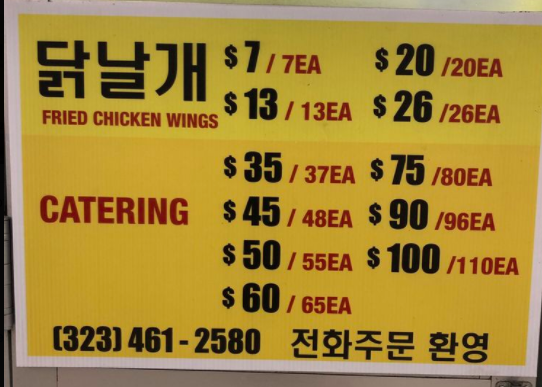 닭날개 $7 / 7EA $20 /20EA
FRIED CHICKEN WINGS $13 / 13EA $26 /26EA
$35 / 37EA $75 /80EA
CATERING $45 / 48EA $90 /96EA
$50 / 55EA $100 /110EA
$60 / 65EA
(323) 461 - 2580 전화주문 환영